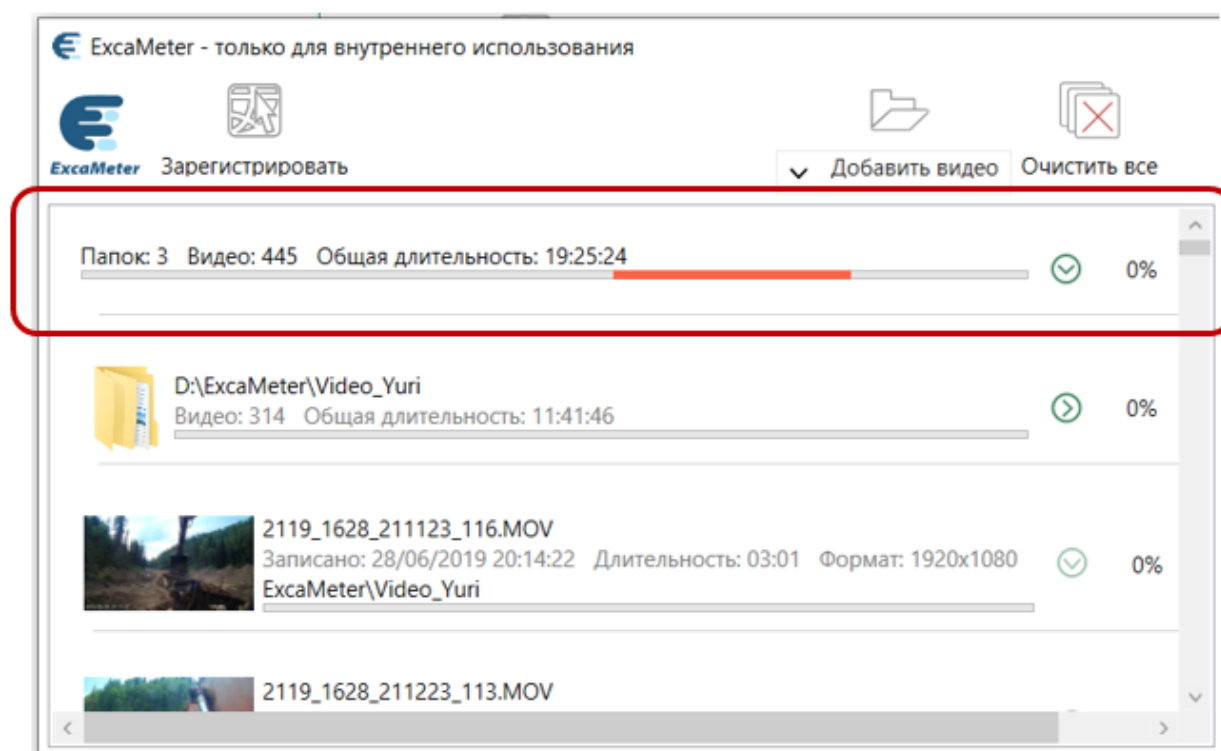 ExcaMeter - только для внутреннего использования
ExcaMeter Зарегистрировать Добавить видео Очистить все
Папок: 3 Видео: 445 Общая длительность: 19:25:24
0%
D:\ExcaMeter\Video_Yuri
Видео: 314 Общая длительность: 11:41:46
0%
2119_1628_211123_116.MOV
Записано: 28/06/2019 20:14:22 Длительность: 03:01 Формат: 1920x1080
0%
ExcaMeter\Video_Yuri
2119_1628_211223_113.MOV